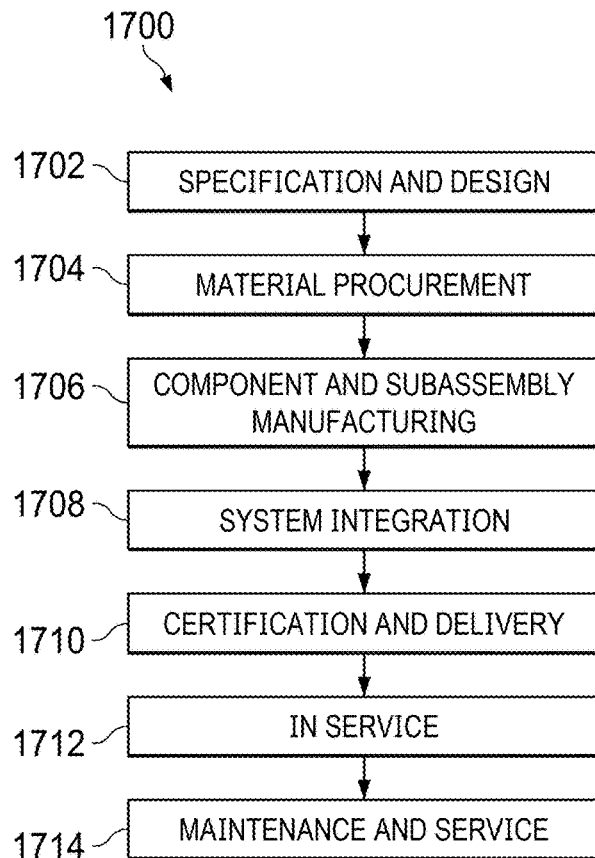 1700
1702
SPECIFICATION AND DESIGN
1704
MATERIAL PROCUREMENT
1706
COMPONENT AND SUBASSEMBLY
MANUFACTURING
1708
SYSTEM INTEGRATION
1710
CERTIFICATION AND DELIVERY
1712
IN SERVICE
1714
MAINTENANCE AND SERVICE